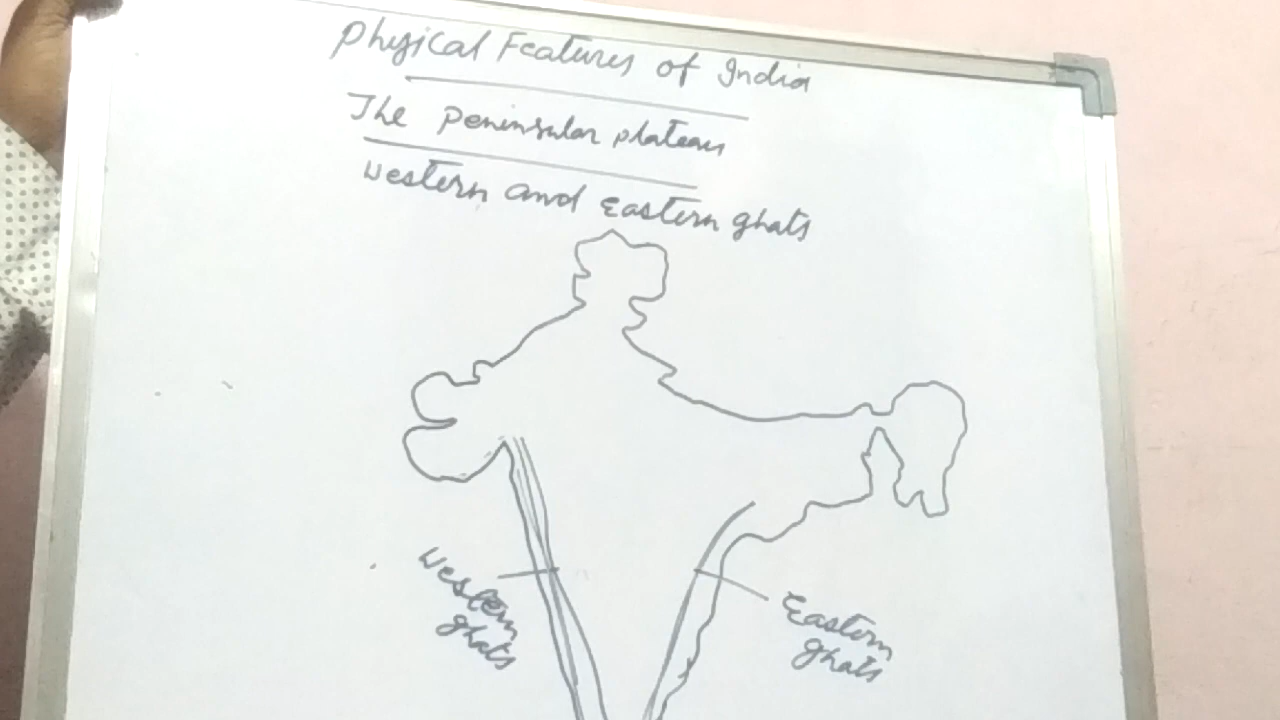 Physical Features of India
The Peninsular plateau
Western and Eastern ghats
Western
ghats
Eastern
ghats